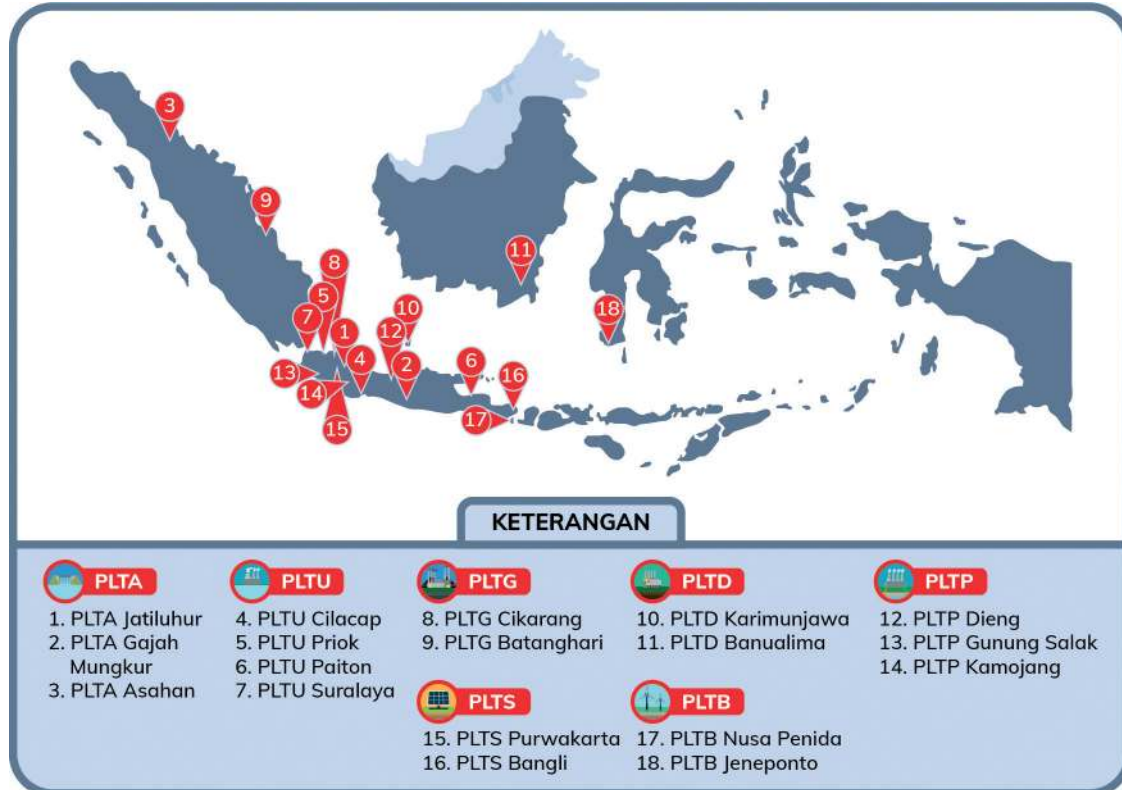 3
9
8
5
7
1
10
12
11
18
4
2
6
16
13
14
15
17
KETERANGAN
PLTA
1. PLTA Jatiluhur
2. PLTA Gajah
Mungkur
3. PLTA Asahan
PLTU
4. PLTU Cilacap
5. PLTU Priok
6. PLTU Paiton
7. PLTU Suralaya
PLTG
8. PLTG Cikarang
9. PLTG Batanghari
PLTD
10. PLTD Karimunjawa
11. PLTD Banualima
PLTP
12. PLTP Dieng
13. PLTP Gunung Salak
14. PLTP Kamojang
PLTS
15. PLTS Purwakarta
16. PLTS Bangli
PLTB
17. PLTB Nusa Penida
18. PLTB Jeneponto